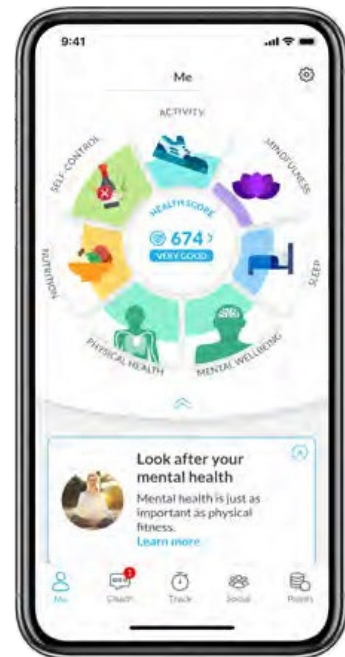 9:41
Me
ACTIVITY
SELF-CONTROL
MINDFULNESS
HEALTH SCORE
674 >
VERY GOOD
NUTRITION
SLEEP
PHYSICAL HEALTH
MENTAL WELLBEING
Look after your
mental health
Mental health is just as
important as physical
fitness.
Learn more
1
Me
Coach
Track
Social
Points